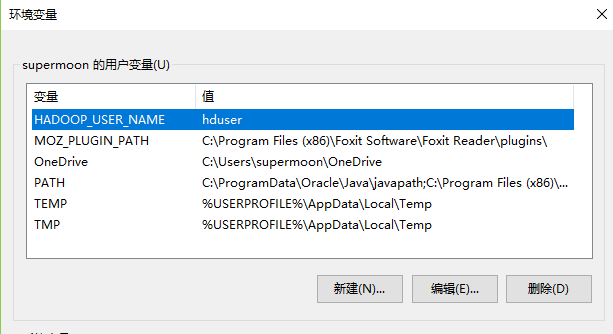 环境变量
supermoon 的用户变量(U)
变量 值
HADOOP_USER_NAME hduser
MOZ_PLUGIN_PATH C:\Program Files (x86)\Foxit Software\Foxit Reader\plugins\
OneDrive C:\Users\supermoon\OneDrive
PATH C:\ProgramData\Oracle\Java\javapath;C:\Program Files (x86)\...
TEMP %USERPROFILE%\AppData\Local\Temp
TMP %USERPROFILE%\AppData\Local\Temp
新建(N)... 编辑(E)... 删除(D)